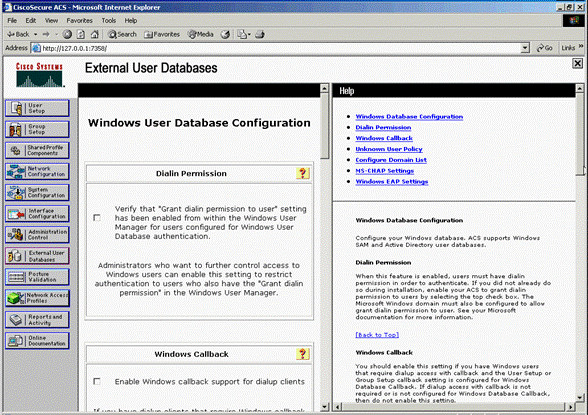 CiscoSecure ACS - Microsoft Internet Explorer
File Edit View Favorites Tools Help
Back Search Favorites Media
Address http://127.0.0.1:7358/ Go Links
CISCO SYSTEMS
External User Databases
User
Setup
Group
Setup
Shared Profile
Components
Network
Configuration
System
Configuration
Interface
Configuration
Administration
Control
External User
Databases
Posture
Validation
Network Access
Profiles
Reports and
Activity
Online
Documentation
Windows User Database Configuration
Dialin Permission
?
Verify that "Grant dialin permission to user" setting
has been enabled from within the Windows User
Manager for users configured for Windows User
Database authentication.
Administrators who want to further control access to
Windows users can enable this setting to restrict
authentication to users who also have the "Grant dialin
permission" in the Windows User Manager.
Windows Callback
?
Enable Windows callback support for dialup clients
If you have dialup clients that require Windows callback
Help
Windows Database Configuration
Dialin Permission
Windows Callback
Unknown User Policy
Configure Domain List
MS-CHAP Settings
Windows EAP Settings
Windows Database Configuration
Configure your Windows database. ACS supports Windows
SAM and Active Directory user databases.
Dialin Permission
When this feature is enabled, users must have dialin
permission in order to authenticate. If you did not already do
so during installation, enable your ACS to grant dialin
permission to users by selecting the top check box. The
Microsoft Windows domain must also be configured to allow
grant dialin permission to user. See your Microsoft
documentation for more information.
[Back to Top]
Windows Callback
You should enable this setting if you have Windows users
that require dialup access with callback and the User Setup or
Group Setup callback setting is configured for Windows
Database Callback. If dialup access with callback is not
required or is not configured for Windows Database Callback,
then do not enable this setting.